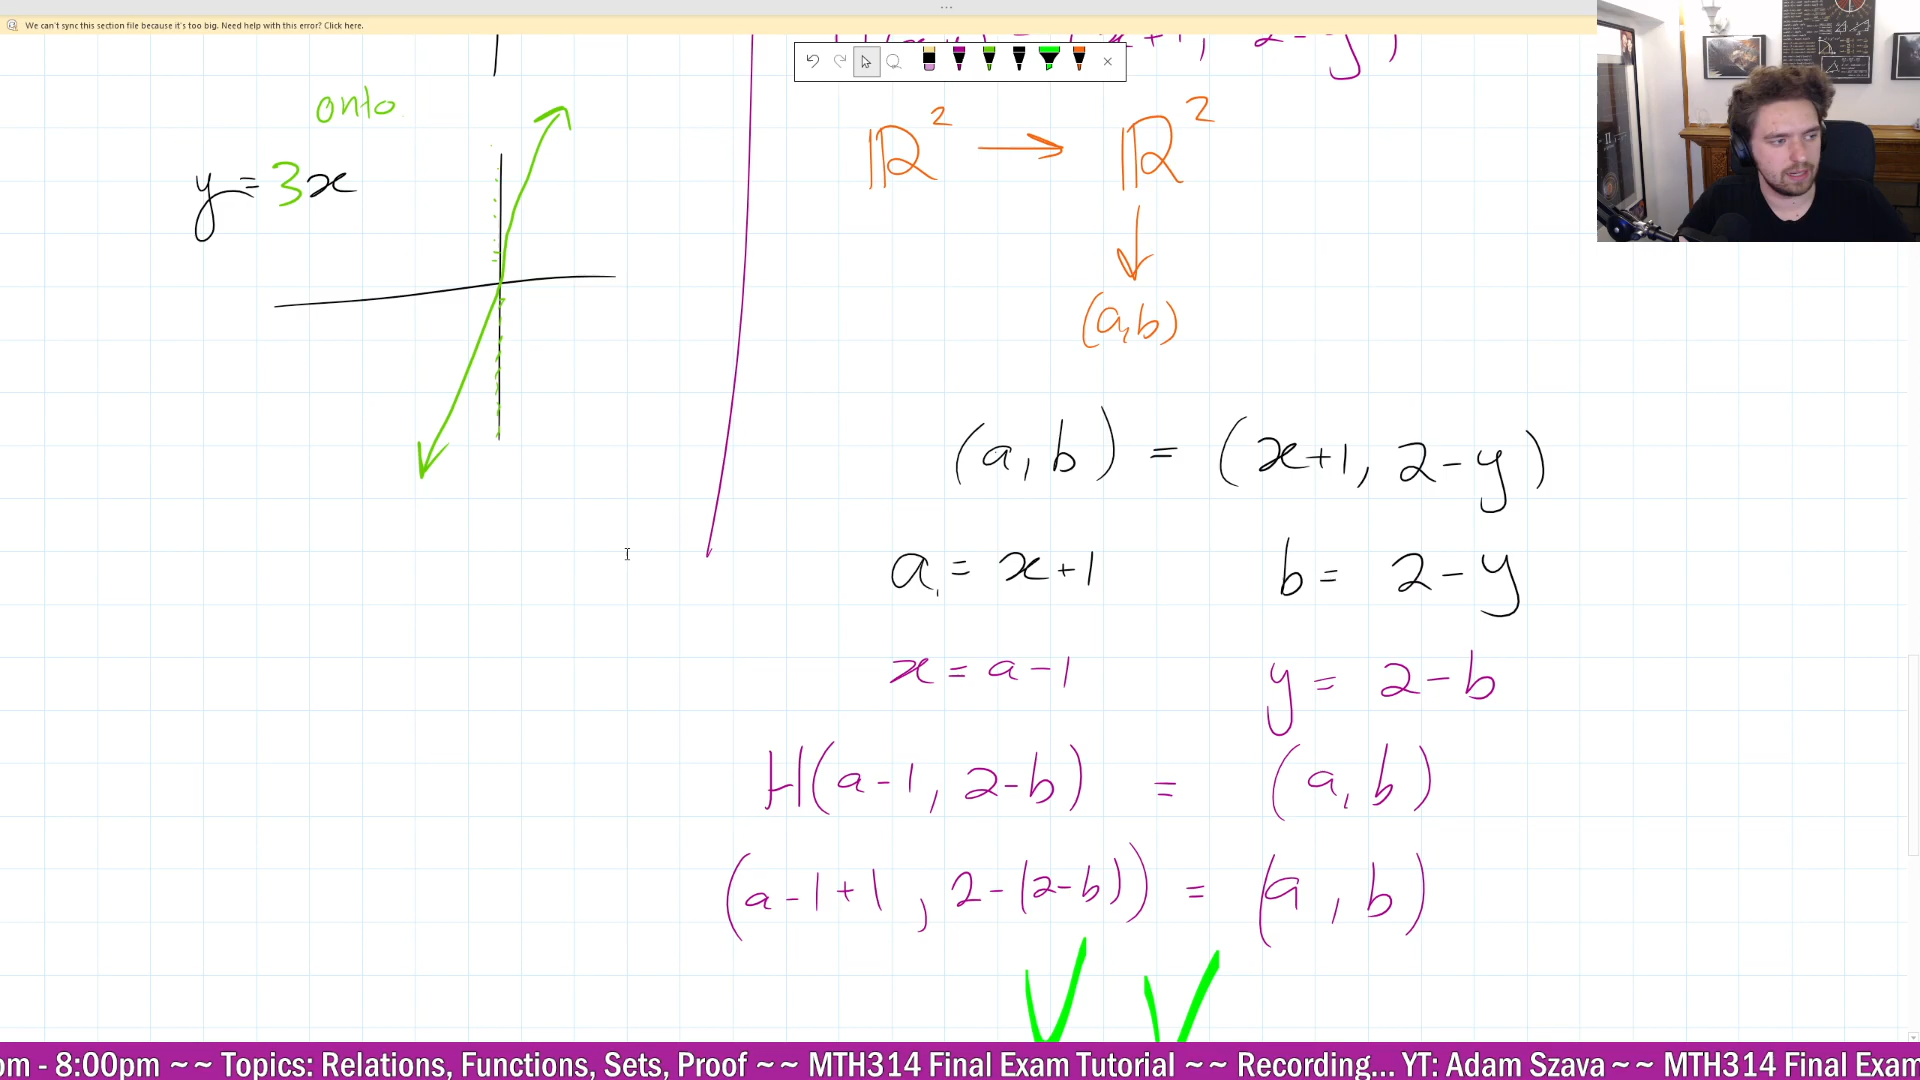 We can't sync this section file because it's too big. Need help with this error? Click here.
onto
y = 3x
ℝ² → ℝ²
(a,b)
(a, b) = (x+1, 2-y)
a = x+1 b = 2-y
x = a-1 y = 2-b
H(a-1, 2-b) = (a, b)
(a-1+1, 2-(2-b)) = (a, b)
om - 8:00pm ~~ Topics: Relations, Functions, Sets, Proof ~~ MTH314 Final Exam Tutorial ~~ Recording... YT: Adam Szava ~~ MTH314 Final Exam